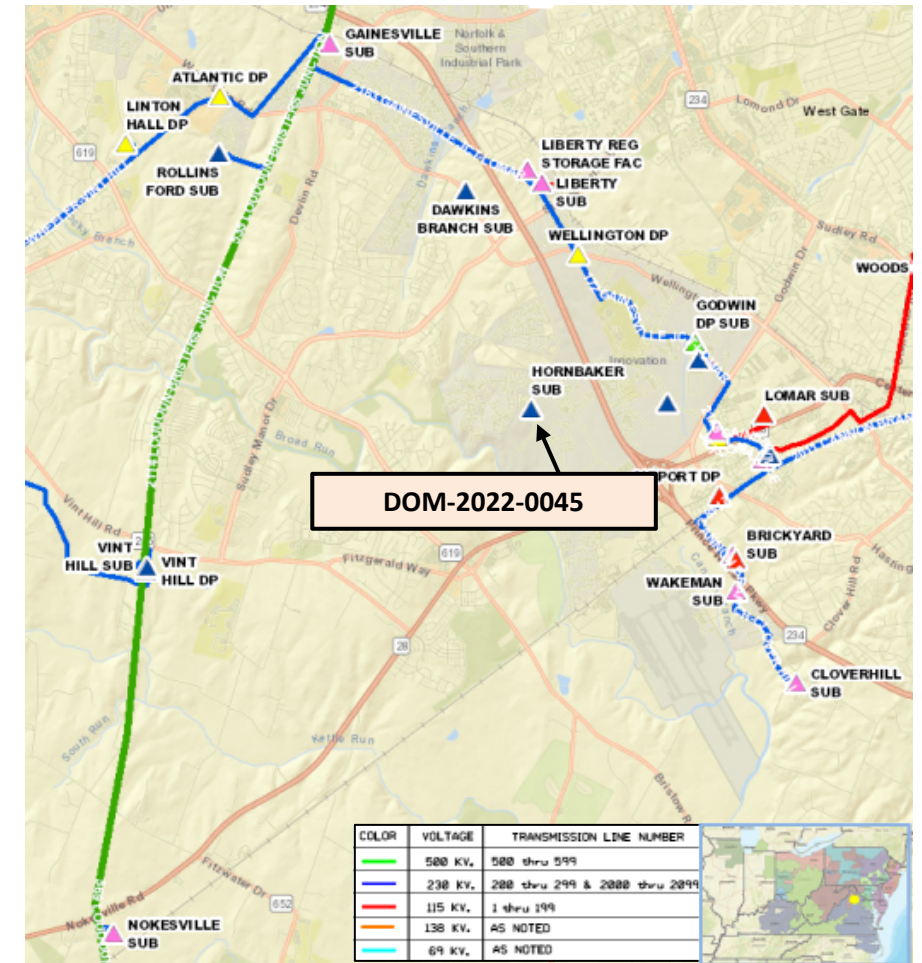 GAINESVILLE
SUB
Norfolk &
Southern
Industrial Park
ATLANTIC DP
LINTON
HALL DP
234
Lomond Dr
West Gate
619
ROLLINS
FORD SUB
Devlin Rd
LIBERTY REG
STORAGE FAC
LIBERTY
SUB
DAWKINS
BRANCH SUB
WELLINGTON DP
Sudley Rd
Godwin Dr
WOODS
Wellington
GODWIN
DP SUB
Innovation
HORNBAKER
SUB
LOMAR SUB
Sudley Manor Dr
Broad Run
DOM-2022-0045
PORT DP
Vint Hill Rd
VINT
HILL SUB
VINT
HILL DP
Fitzgerald Way
619
BRICKYARD
SUB
WAKEMAN
SUB
Pkwy
Clover Hill Rd
28
234
CLOVERHILL
SUB
South Run
Kettle Run
Bristow
Fitzwater Dr
652
Nokesville Rd
NOKESVILLE
SUB
COLOR VOLTAGE TRANSMISSION LINE NUMBER
500 KV. 500 thru 599
230 KV. 200 thru 299 & 2000 thru 2099
115 KV. 1 thru 199
138 KV. AS NOTED
69 KV. AS NOTED